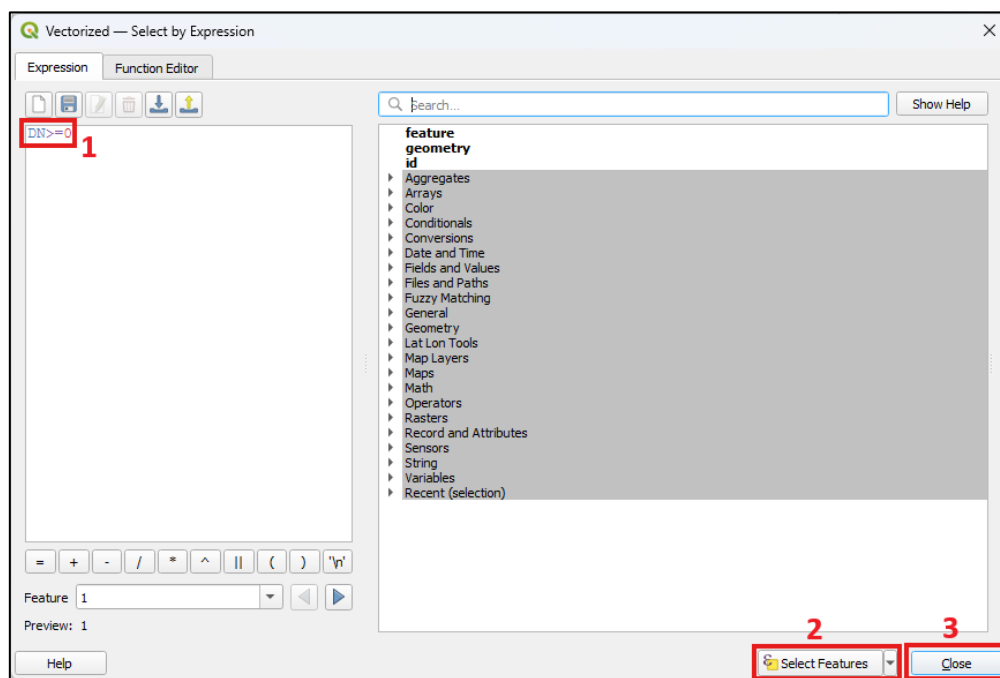 Vectorized — Select by Expression
Expression
Function Editor
Search...
Show Help
DN>=0
1
feature
geometry
id
Aggregates
Arrays
Color
Conditionals
Conversions
Date and Time
Fields and Values
Files and Paths
Fuzzy Matching
General
Geometry
Lat Lon Tools
Map Layers
Maps
Math
Operators
Rasters
Record and Attributes
Sensors
String
Variables
Recent (selection)
= + - / * ^ || ( ) '\n'
Feature 1
Preview: 1
2
3
Help
Select Features
Close